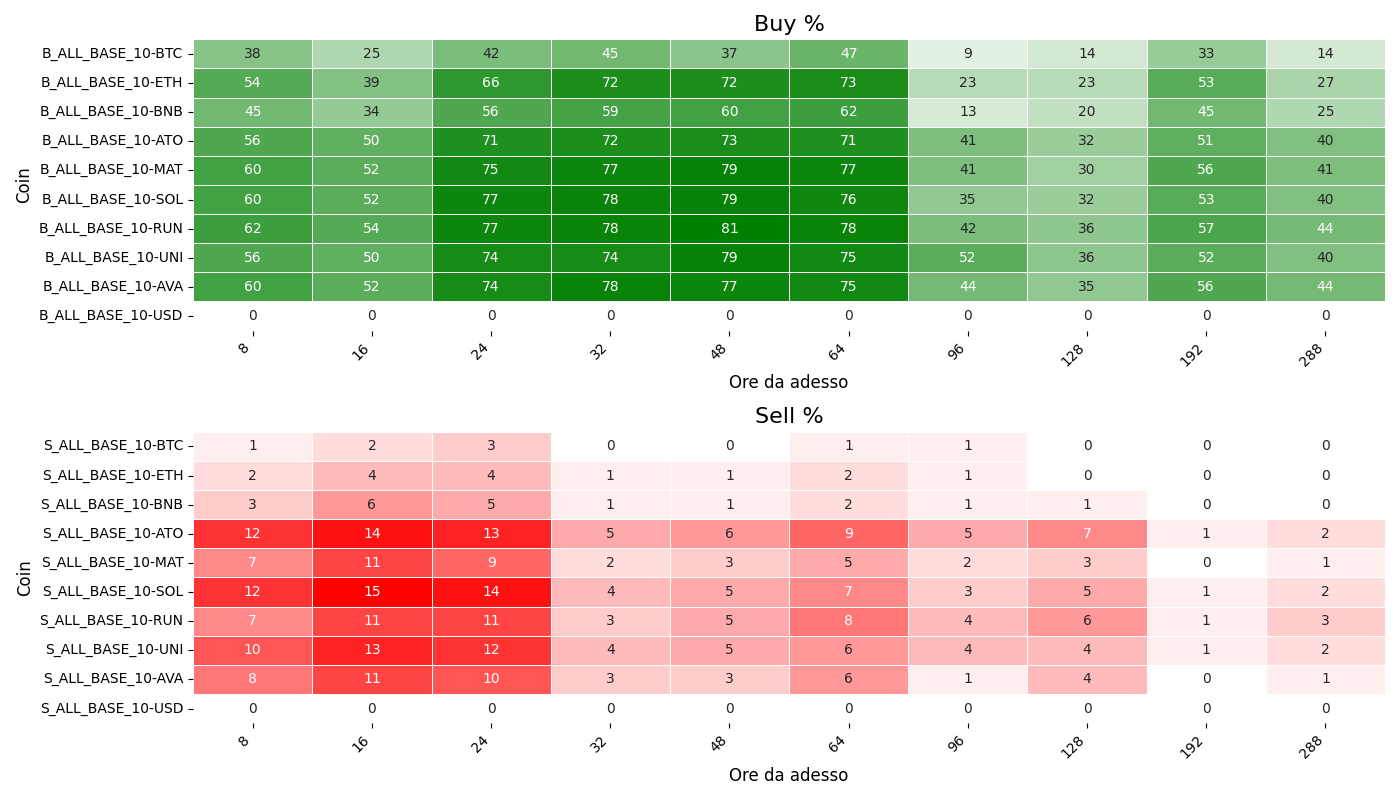 Buy %
Coin
B_ALL_BASE_10-BTC 38 25 42 45 37 47 9 14 33 14
B_ALL_BASE_10-ETH 54 39 66 72 72 73 23 23 53 27
B_ALL_BASE_10-BNB 45 34 56 59 60 62 13 20 45 25
B_ALL_BASE_10-ATO 56 50 71 72 73 71 41 32 51 40
B_ALL_BASE_10-MAT 60 52 75 77 79 77 41 30 56 41
B_ALL_BASE_10-SOL 60 52 77 78 79 76 35 32 53 40
B_ALL_BASE_10-RUN 62 54 77 78 81 78 42 36 57 44
B_ALL_BASE_10-UNI 56 50 74 74 79 75 52 36 52 40
B_ALL_BASE_10-AVA 60 52 74 78 77 75 44 35 56 44
B_ALL_BASE_10-USD 0 0 0 0 0 0 0 0 0 0
8 16 24 32 48 64 96 128 192 288
Ore da adesso
Sell %
Coin
S_ALL_BASE_10-BTC 1 2 3 0 0 1 1 0 0 0
S_ALL_BASE_10-ETH 2 4 4 1 1 2 1 0 0 0
S_ALL_BASE_10-BNB 3 6 5 1 1 2 1 1 0 0
S_ALL_BASE_10-ATO 12 14 13 5 6 9 5 7 1 2
S_ALL_BASE_10-MAT 7 11 9 2 3 5 2 3 0 1
S_ALL_BASE_10-SOL 12 15 14 4 5 7 3 5 1 2
S_ALL_BASE_10-RUN 7 11 11 3 5 8 4 6 1 3
S_ALL_BASE_10-UNI 10 13 12 4 5 6 4 4 1 2
S_ALL_BASE_10-AVA 8 11 10 3 3 6 1 4 0 1
S_ALL_BASE_10-USD 0 0 0 0 0 0 0 0 0 0
8 16 24 32 48 64 96 128 192 288
Ore da adesso